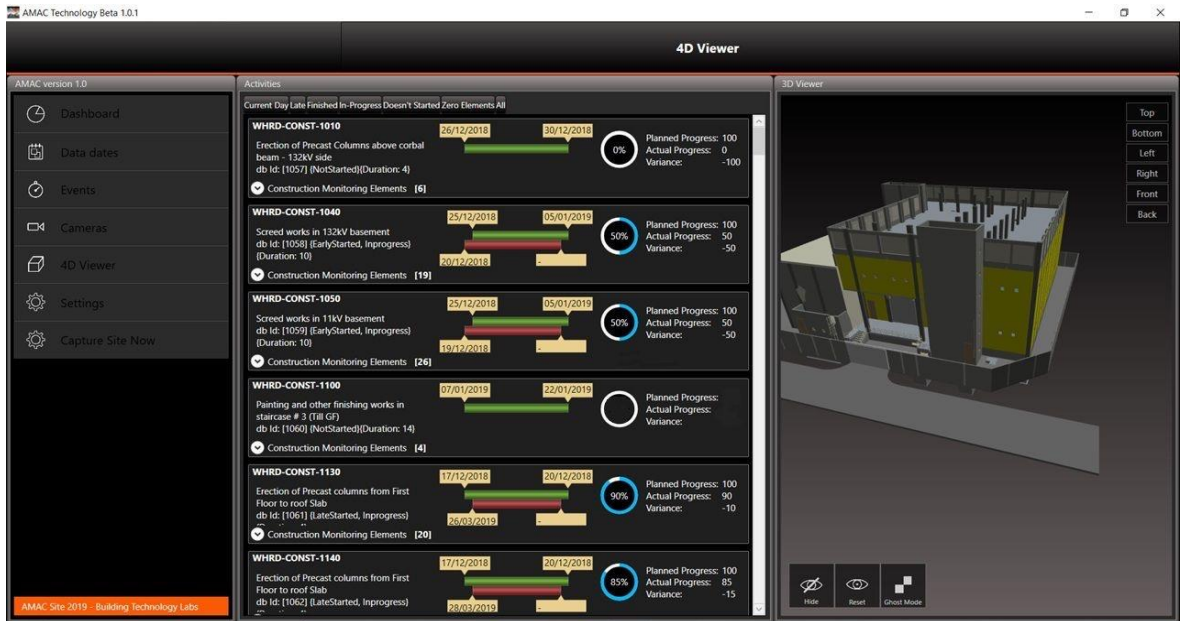 AMAC Technology Beta 1.0.1
4D Viewer
AMAC version 1.0
Dashboard
Data dates
Events
Cameras
4D Viewer
Settings
Capture Site Now
AMAC Site 2019 - Building Technology Labs
Activities
Current Day Late Finished In-Progress Doesn't Started Zero Elements All
WHRD-CONST-1010
Erection of Precast Columns above corbal
beam - 132kV side
db Id: [1057] {NotStarted}{Duration: 4}
26/12/2018 30/12/2018
0%
Planned Progress: 100
Actual Progress: 0
Variance: -100
Construction Monitoring Elements [6]
WHRD-CONST-1040
Screed works in 132kV basement
db Id: [1058] {EarlyStarted, Inprogress}
{Duration: 10}
25/12/2018 05/01/2019
20/12/2018 -
50%
Planned Progress: 100
Actual Progress: 50
Variance: -50
Construction Monitoring Elements [19]
WHRD-CONST-1050
Screed works in 11kV basement
db Id: [1059] {EarlyStarted, Inprogress}
{Duration: 10}
25/12/2018 05/01/2019
19/12/2018 -
50%
Planned Progress: 100
Actual Progress: 50
Variance: -50
Construction Monitoring Elements [26]
WHRD-CONST-1100
Painting and other finishing works in
staircase # 3 (Till GF)
db Id: [1060] {NotStarted}{Duration: 14}
07/01/2019 22/01/2019
Planned Progress:
Actual Progress:
Variance:
Construction Monitoring Elements [4]
WHRD-CONST-1130
Erection of Precast columns from First
Floor to roof Slab
db Id: [1061] {LateStarted, Inprogress}
17/12/2018 20/12/2018
26/03/2019 -
90%
Planned Progress: 100
Actual Progress: 90
Variance: -10
Construction Monitoring Elements [20]
WHRD-CONST-1140
Erection of Precast columns from First
Floor to roof Slab
db Id: [1062] {LateStarted, Inprogress}
17/12/2018 20/12/2018
28/03/2019 -
85%
Planned Progress: 100
Actual Progress: 85
Variance: -15
3D Viewer
Top
Bottom
Left
Right
Front
Back
Hide
Reset
Ghost Mode